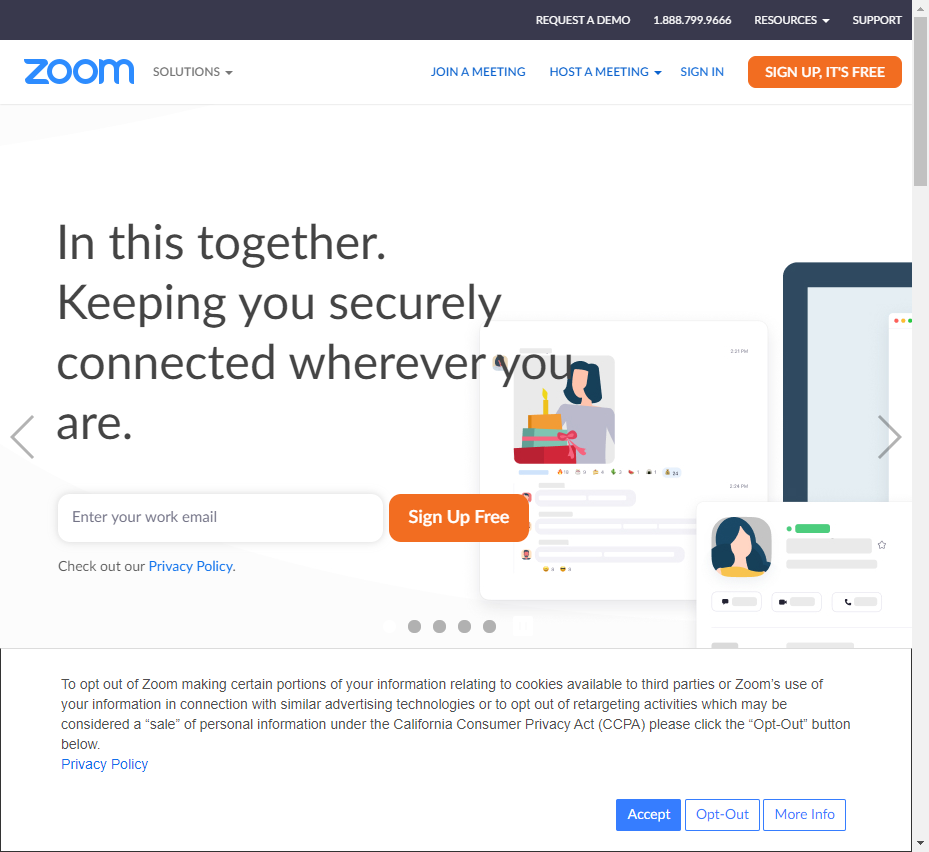 REQUEST A DEMO 1.888.799.9666 RESOURCES SUPPORT
zoom SOLUTIONS JOIN A MEETING HOST A MEETING SIGN IN SIGN UP, IT'S FREE
In this together.
Keeping you securely
connected wherever you
are.
2:21 PM
Enter your work email
Sign Up Free
Check out our Privacy Policy.
To opt out of Zoom making certain portions of your information relating to cookies available to third parties or Zoom's use of
your information in connection with similar advertising technologies or to opt out of retargeting activities which may be
considered a “sale” of personal information under the California Consumer Privacy Act (CCPA) please click the “Opt-Out” button
below.
Privacy Policy
Accept Opt-Out More Info